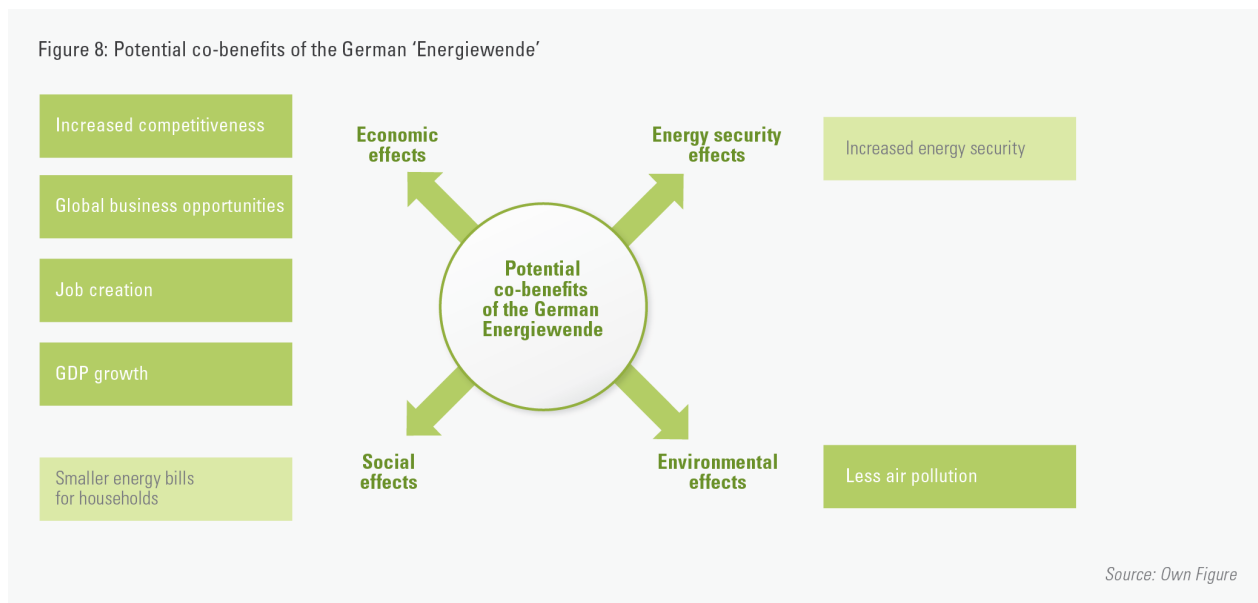 Figure 8: Potential co-benefits of the German ‘Energiewende’
Increased competitiveness
Global business opportunities
Job creation
GDP growth
Smaller energy bills
for households
Economic
effects
Social
effects
Potential
co-benefits
of the German
Energiewende
Energy security
effects
Environmental
effects
Increased energy security
Less air pollution
Source: Own Figure